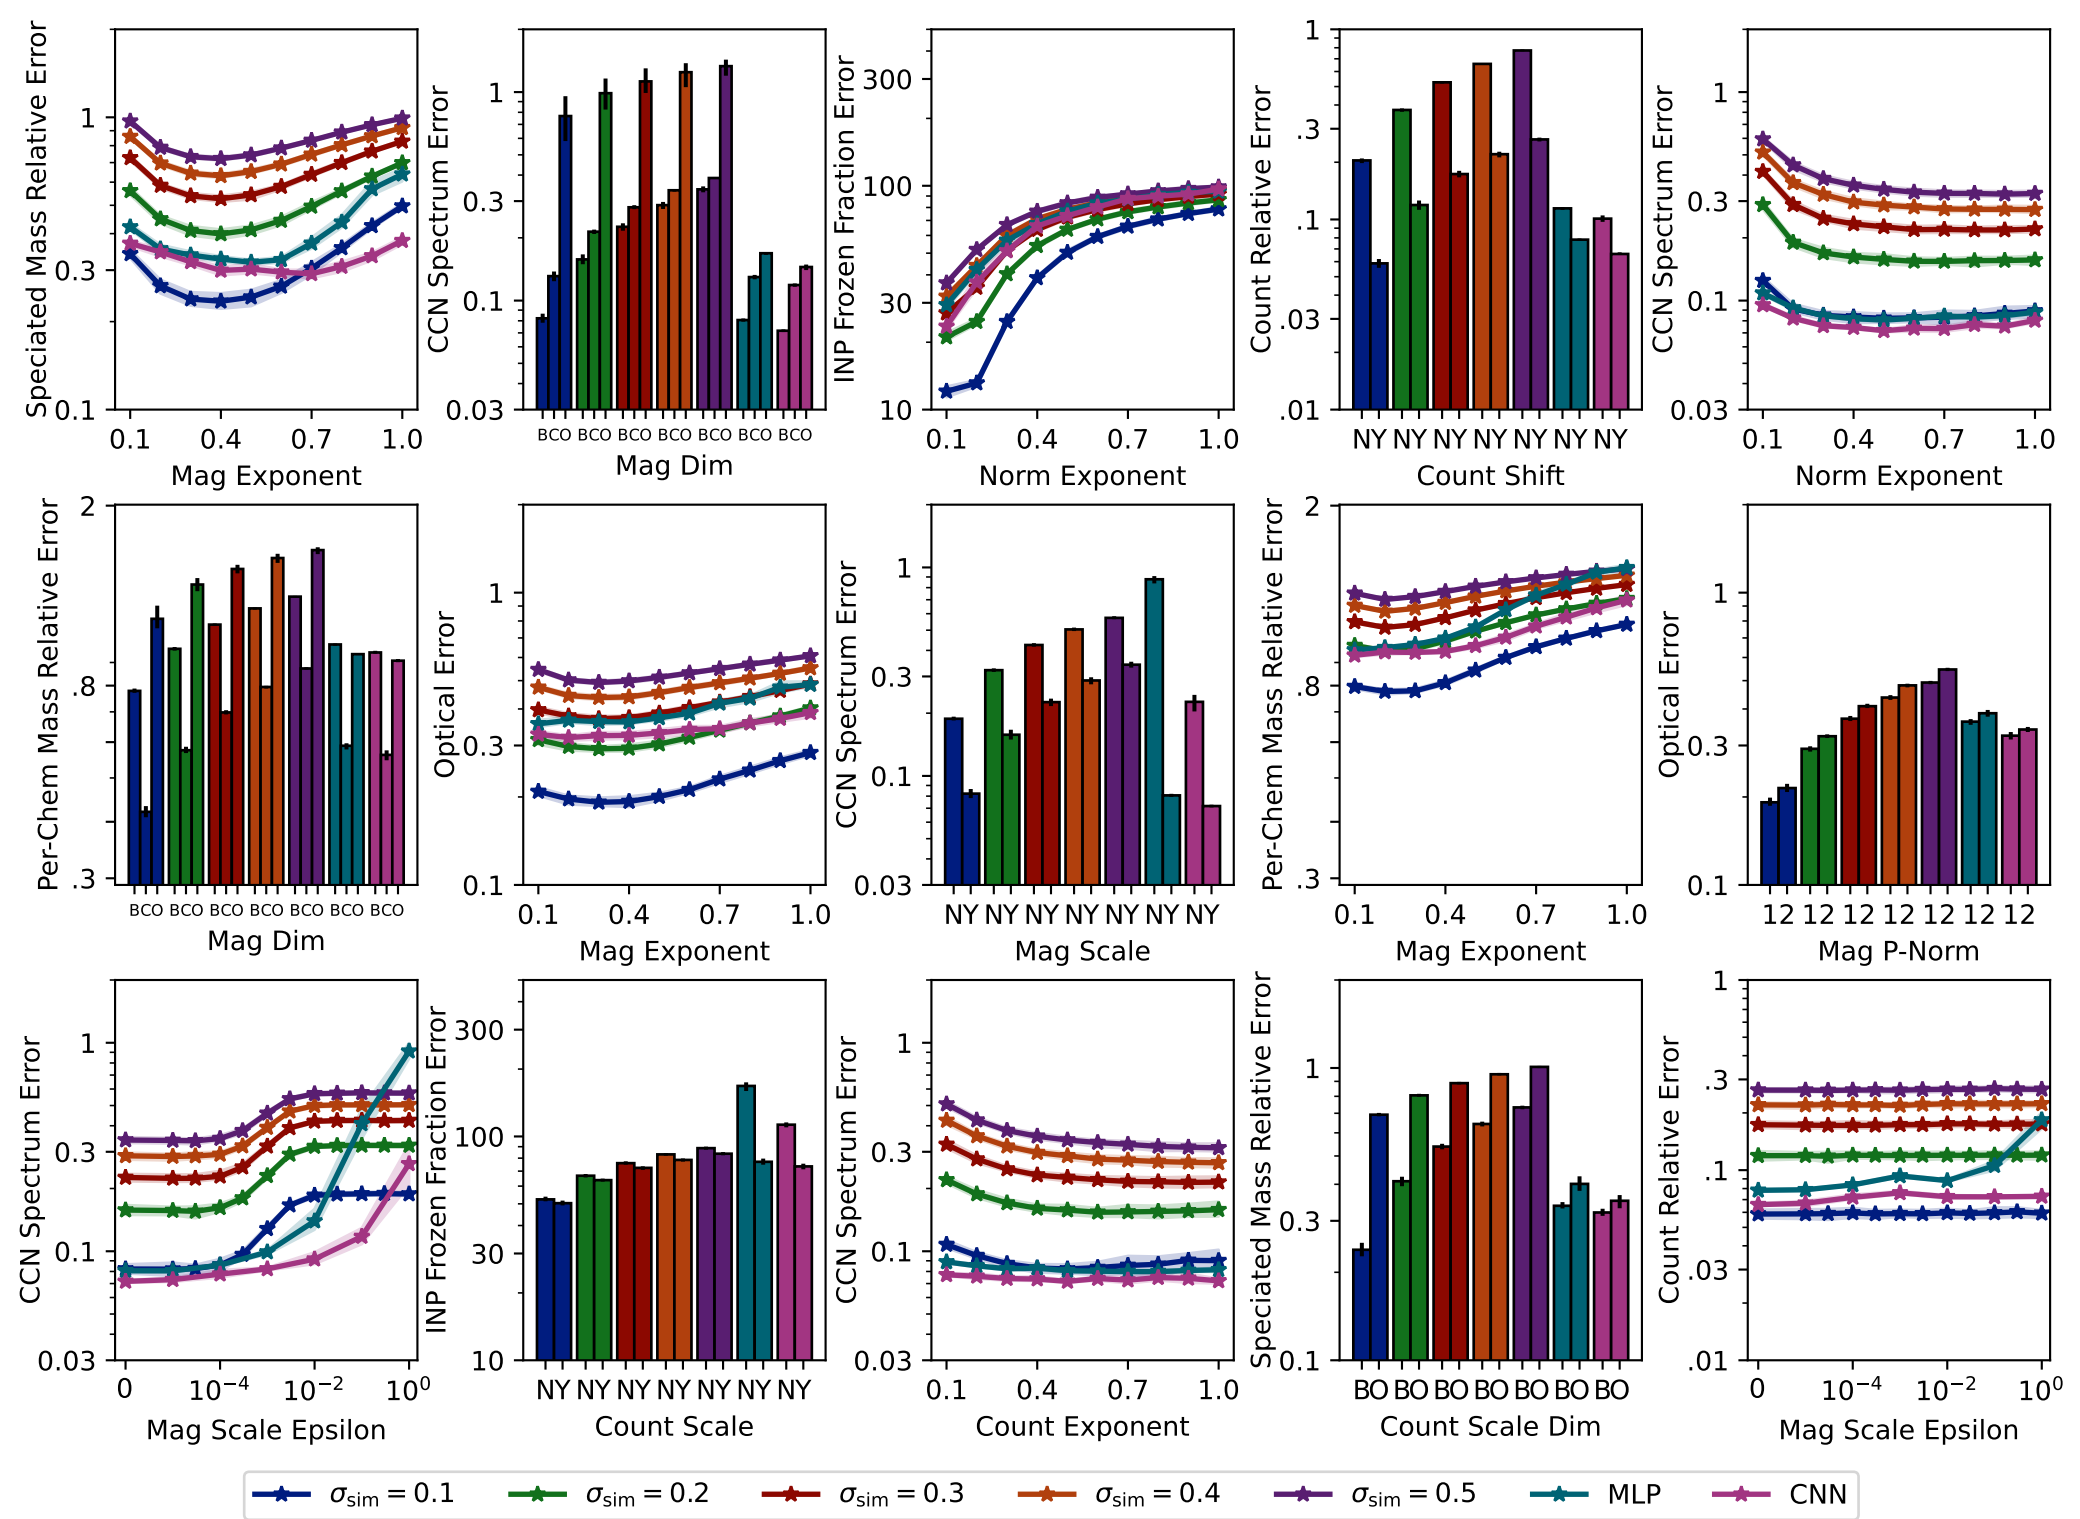 Speciated Mass Relative Error
1
0.3
0.1
0.1 0.4 0.7 1.0
Mag Exponent
CCN Spectrum Error
1
0.3
0.1
0.03
BCO BCO BCO BCO BCO BCO BCO
Mag Dim
INP Frozen Fraction Error
300
100
30
10
0.1 0.4 0.7 1.0
Norm Exponent
Count Relative Error
1
.3
.1
.03
.01
NY NY NY NY NY NY NY
Count Shift
CCN Spectrum Error
1
0.3
0.1
0.03
0.1 0.4 0.7 1.0
Norm Exponent
Per-Chem Mass Relative Error
2
.8
.3
BCO BCO BCO BCO BCO BCO BCO
Mag Dim
Optical Error
1
0.3
0.1
0.1 0.4 0.7 1.0
Mag Exponent
CCN Spectrum Error
1
0.3
0.1
0.03
NY NY NY NY NY NY NY
Mag Scale
Per-Chem Mass Relative Error
2
.8
.3
0.1 0.4 0.7 1.0
Mag Exponent
Optical Error
1
0.3
0.1
12 12 12 12 12 12 12
Mag P-Norm
CCN Spectrum Error
1
0.3
0.1
0.03
0 10⁻⁴ 10⁻² 10⁰
Mag Scale Epsilon
INP Frozen Fraction Error
300
100
30
10
NY NY NY NY NY NY NY
Count Scale
CCN Spectrum Error
1
0.3
0.1
0.03
0.1 0.4 0.7 1.0
Count Exponent
Speciated Mass Relative Error
1
0.3
0.1
BO BO BO BO BO BO BO
Count Scale Dim
Count Relative Error
1
.3
.1
.03
.01
0 10⁻⁴ 10⁻² 10⁰
Mag Scale Epsilon
σsim = 0.1 σsim = 0.2 σsim = 0.3 σsim = 0.4 σsim = 0.5 MLP CNN